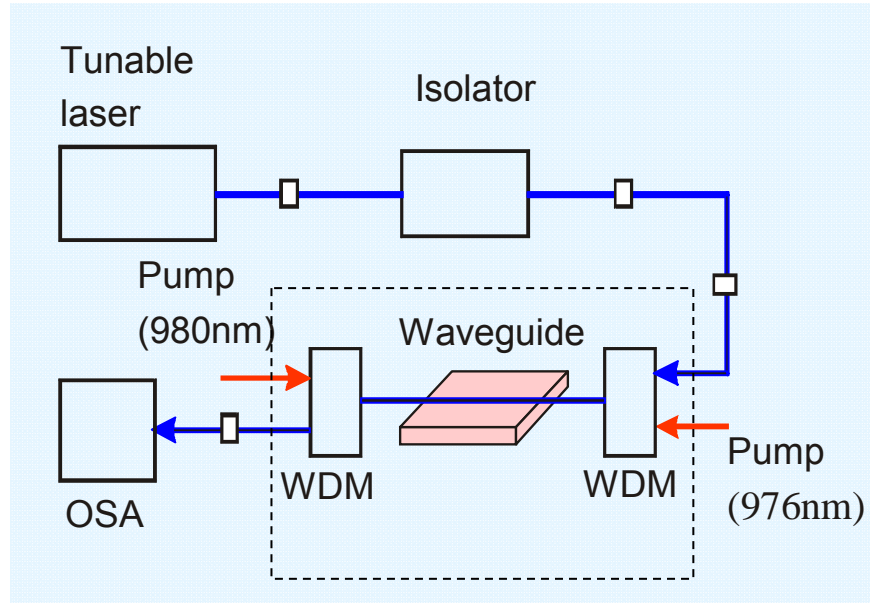 Tunable
laser
Isolator
Pump
(980nm)
Waveguide
WDM
WDM
OSA
Pump
(976nm)